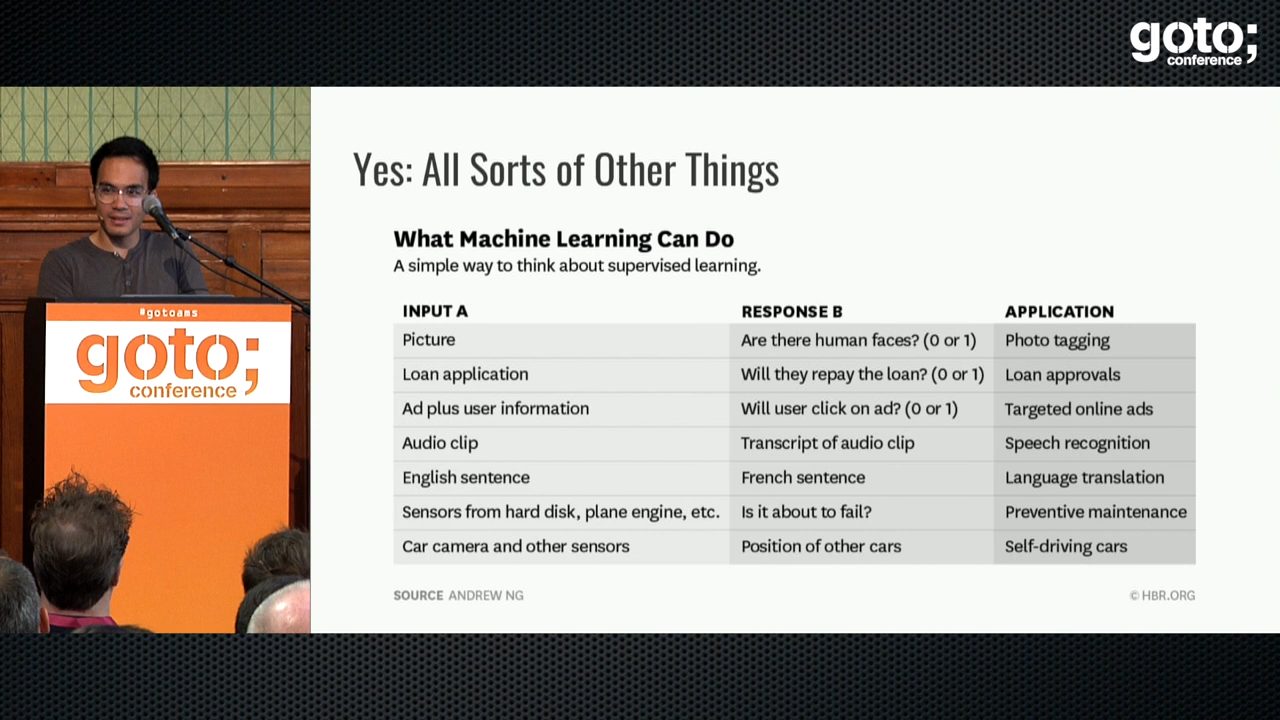 goto;
conference
#gotoams
goto;
conference
Yes: All Sorts of Other Things
What Machine Learning Can Do
A simple way to think about supervised learning.
INPUT A RESPONSE B APPLICATION
Picture Are there human faces? (0 or 1) Photo tagging
Loan application Will they repay the loan? (0 or 1) Loan approvals
Ad plus user information Will user click on ad? (0 or 1) Targeted online ads
Audio clip Transcript of audio clip Speech recognition
English sentence French sentence Language translation
Sensors from hard disk, plane engine, etc. Is it about to fail? Preventive maintenance
Car camera and other sensors Position of other cars Self-driving cars
SOURCE ANDREW NG © HBR.ORG